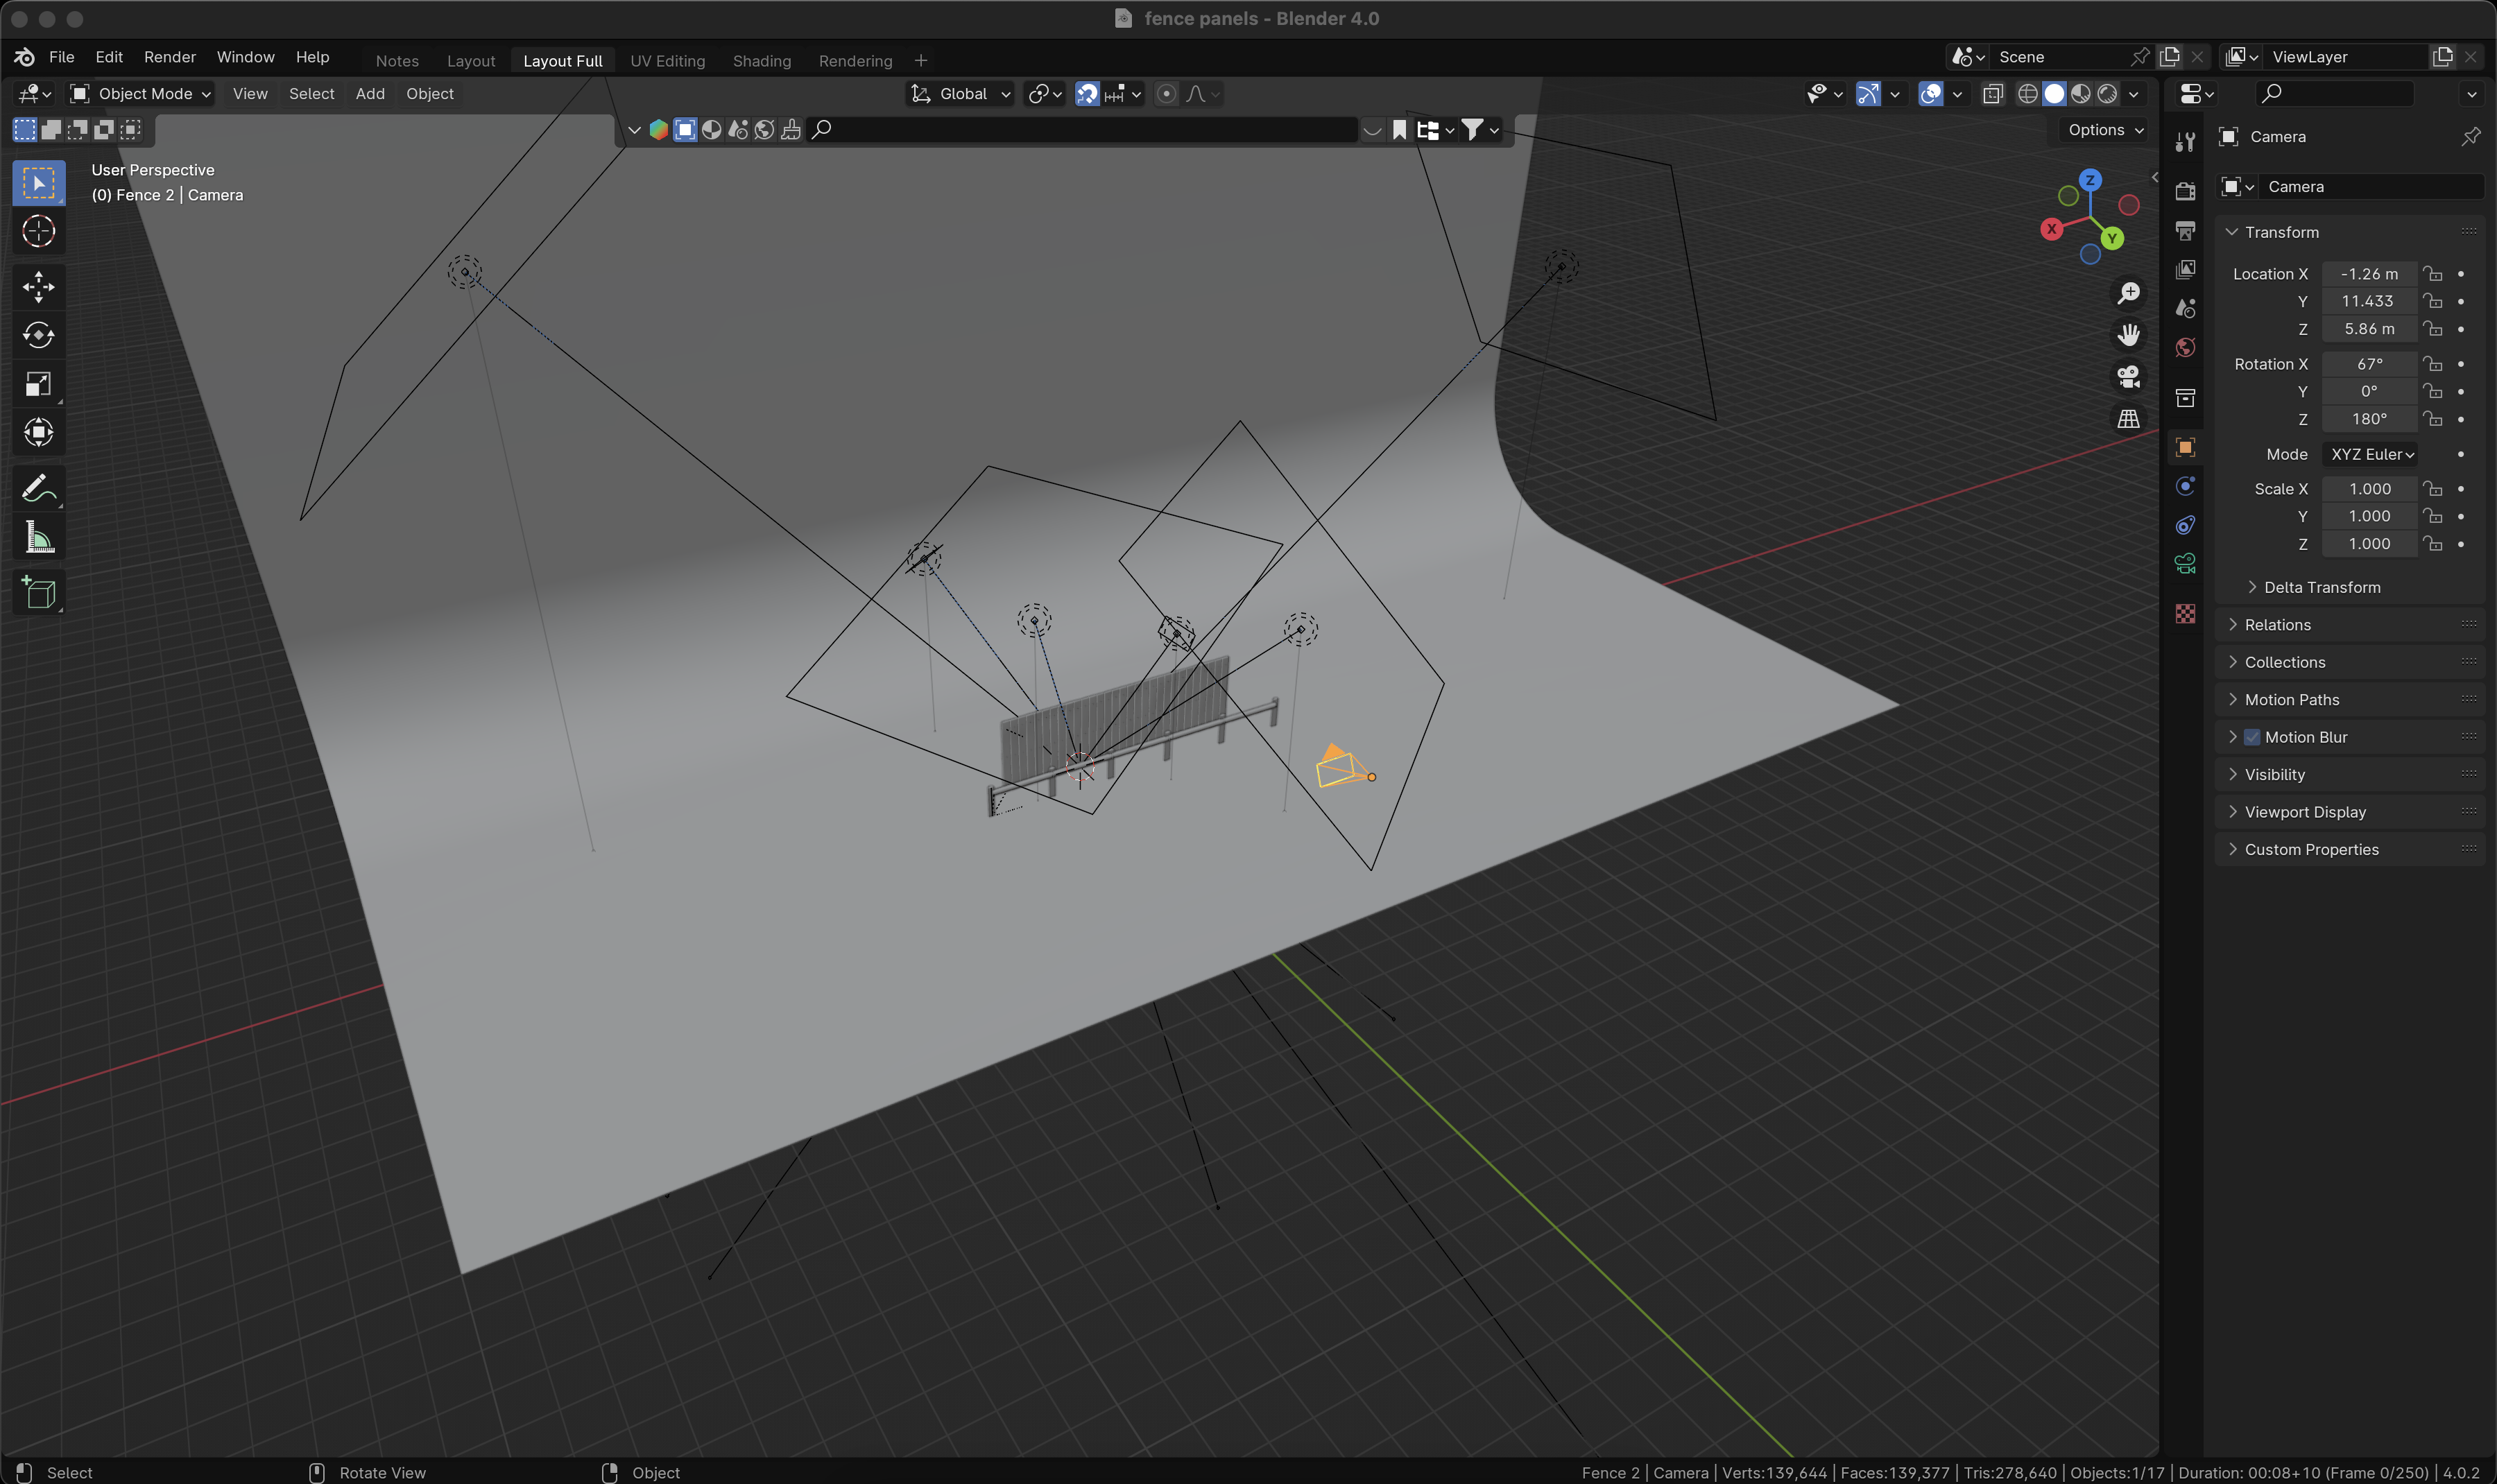 fence panels - Blender 4.0
File Edit Render Window Help Notes Layout Layout Full UV Editing Shading Rendering + Scene ViewLayer
Object Mode View Select Add Object Global
Options
User Perspective
(0) Fence 2 | Camera
Z
X
Y
Camera
Camera
Transform
Location X -1.26 m
Y 11.433
Z 5.86 m
Rotation X 67°
Y 0°
Z 180°
Mode XYZ Euler
Scale X 1.000
Y 1.000
Z 1.000
Delta Transform
Relations
Collections
Motion Paths
Motion Blur
Visibility
Viewport Display
Custom Properties
Select Rotate View Object Fence 2 | Camera | Verts:139,644 | Faces:139,377 | Tris:278,640 | Objects:1/17 | Duration: 00:08+10 (Frame 0/250) | 4.0.2